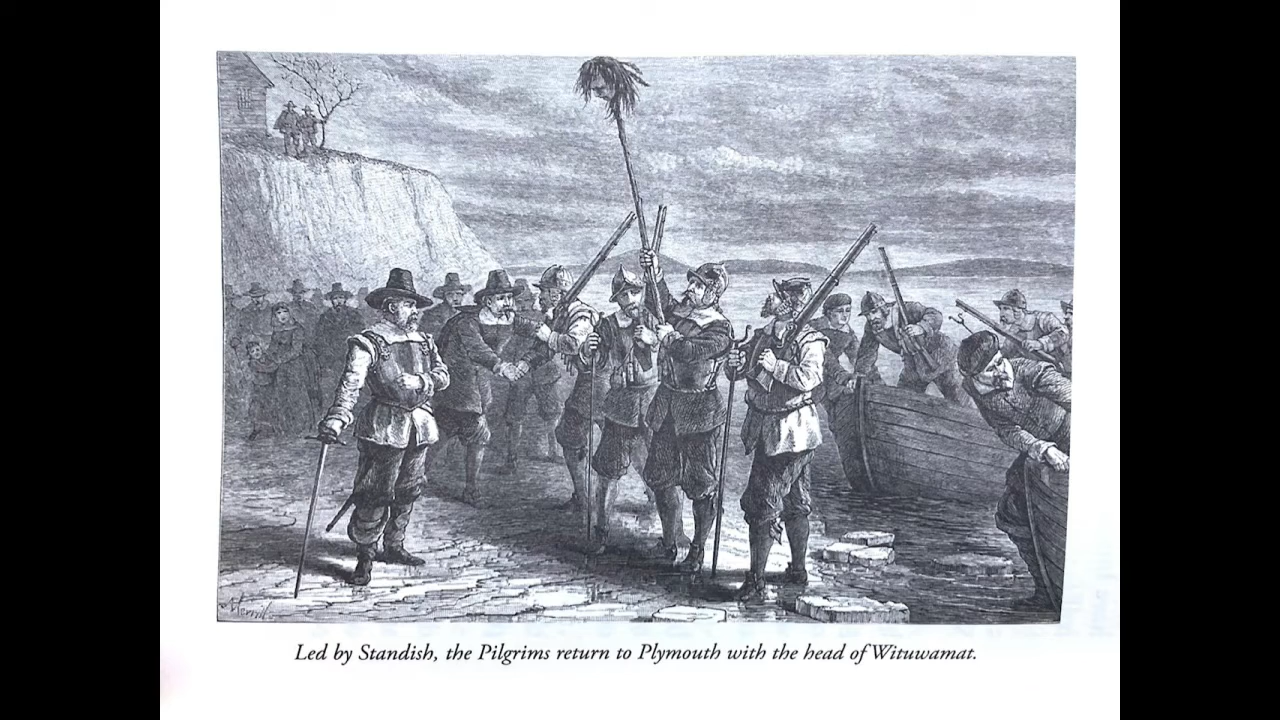 Led by Standish, the Pilgrims return to Plymouth with the head of Wituwamat.